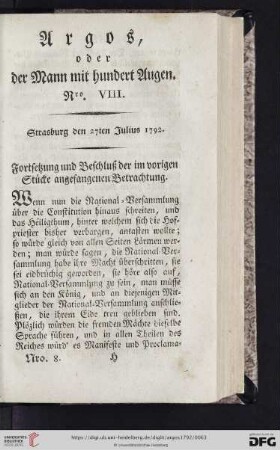 Argos,
oder
der Mann mit hundert Augen.
Nro. VIII.
Strasburg den 27ten Julius 1792.
Fortsetzung und Beschluß der im vorigen
Stücke angefangenen Betrachtung.
Wenn nun die National-Versammlung
über die Constitution hinaus schreiten, und
das Heiligthum, hinter welchem sich die Hof-
priester bisher verbargen, antasten wollte;
so würde gleich von allen Seiten Lärmen wer-
den; man würde sagen, die National-Ver-
sammlung habe ihre Macht überschritten, sie
sei eidbrüchig geworden, sie höre also auf,
National-Versammlung zu sein, man müsse
sich an den König, und an diejenigen Mit-
glieder der National-Versammlung anschlie-
ßen, die ihrem Eide treu geblieben sind.
Plözlich würden die fremden Mächte dieselbe
Sprache führen, und in allen Theilen des
Reiches würd' es Manifeste und Proclama-
Nro. 8. H
https://digi.ub.uni-heidelberg.de/diglit/argos1792/0063